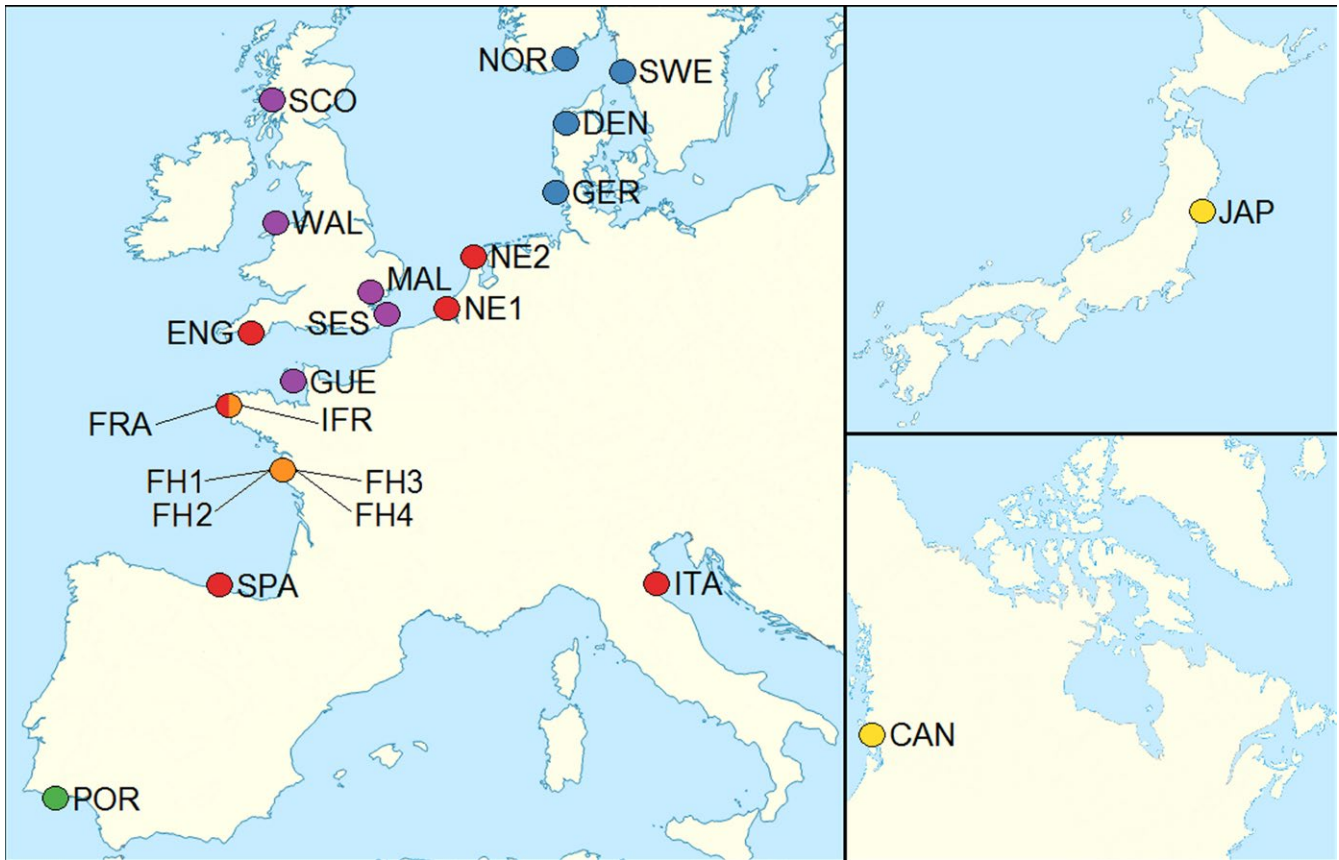 NOR
SWE
SCO
DEN
GER
WAL
NE2
MAL
NE1
SES
ENG
GUE
FRA
IFR
FH1
FH3
FH2
FH4
SPA
ITA
POR
JAP
CAN